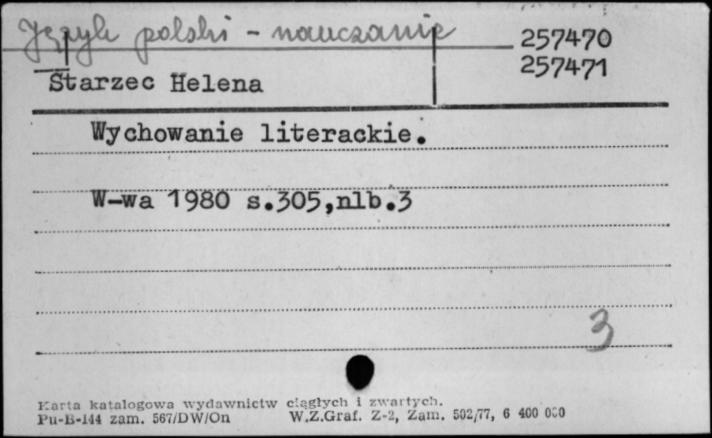 Język polski - nauczanie
257470
257471
Starzec Helena
Wychowanie literackie.
W-wa 1980 s.305,nlb.3
3
Karta katalogowa wydawnictw ciągłych i zwartych.
Pu-B-144 zam. 567/DW/On W.Z.Graf. Z-2, Zam. 502/77, 6 400 000